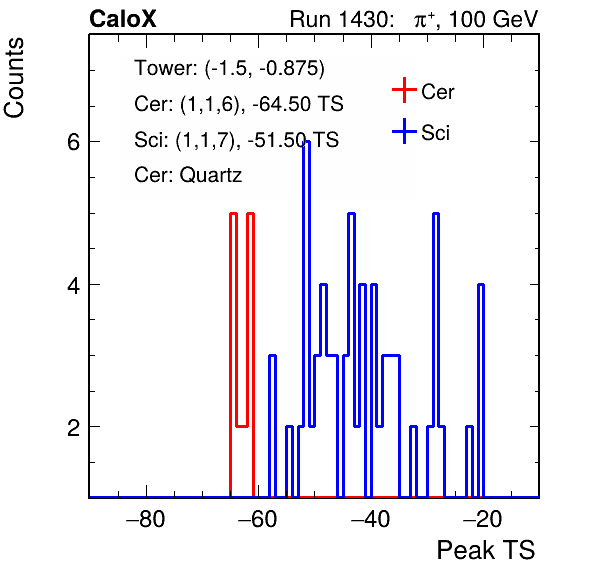 CaloX Run 1430: π⁺, 100 GeV
Counts
Tower: (-1.5, -0.875)
Cer: (1,1,6), -64.50 TS
Sci: (1,1,7), -51.50 TS
Cer: Quartz
Cer
Sci
6
4
2
−80 −60 −40 −20
Peak TS